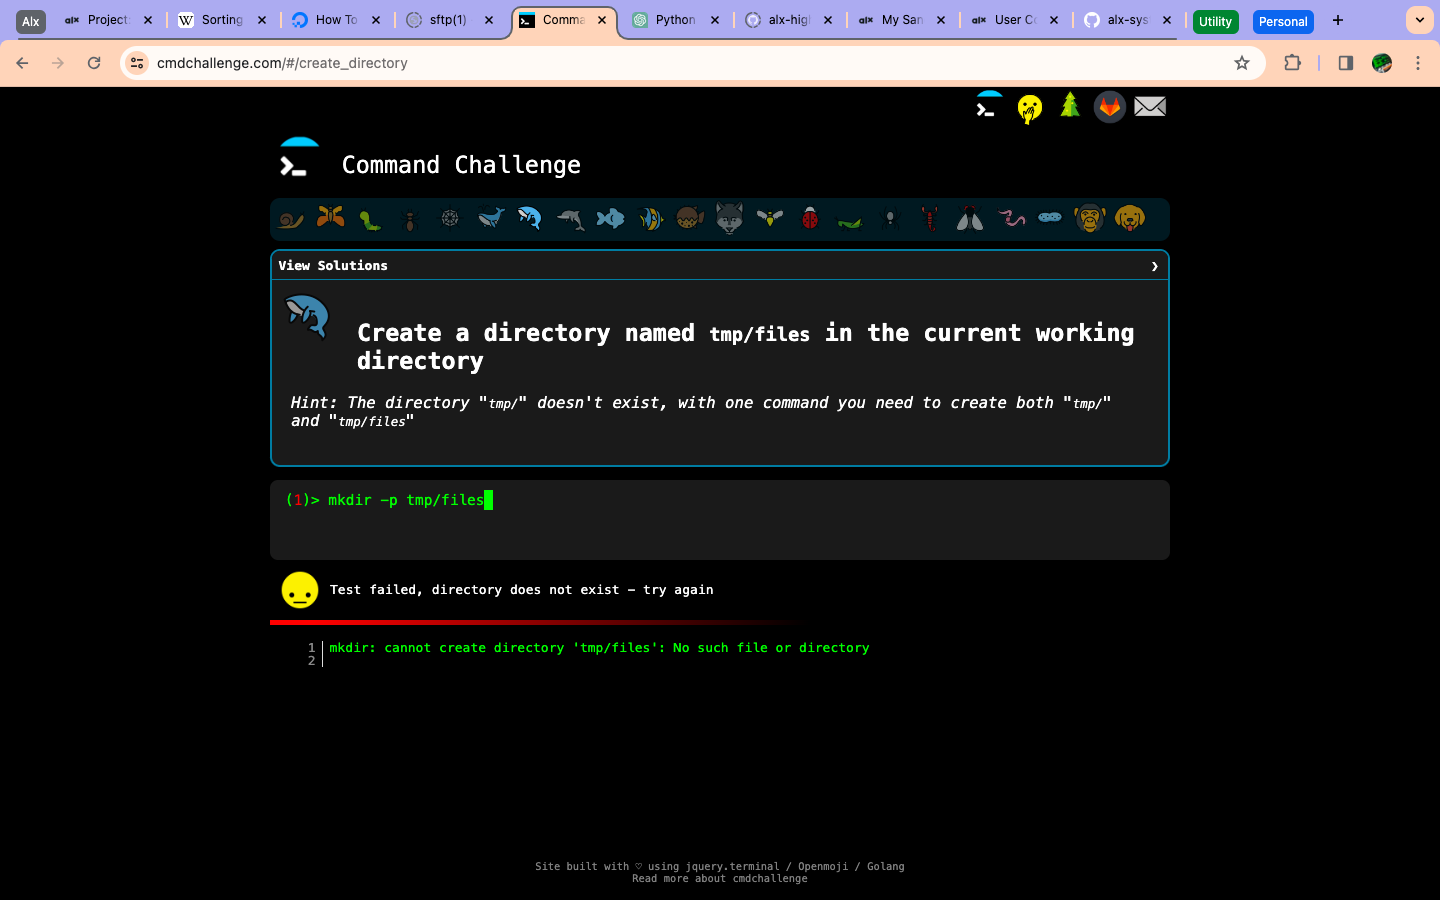 Alx
Project:
Sorting
How To
sftp(1)
Comma
Python
alx-higl
My San
User Ce
alx-sys
Utility
Personal
cmdchallenge.com/#/create_directory
Command Challenge
View Solutions
Create a directory named tmp/files in the current working
directory
Hint: The directory "tmp/" doesn't exist, with one command you need to create both "tmp/"
and "tmp/files"
(1)> mkdir -p tmp/files
Test failed, directory does not exist - try again
1 mkdir: cannot create directory 'tmp/files': No such file or directory
2
Site built with ♡ using jquery.terminal / Openmoji / Golang
Read more about cmdchallenge